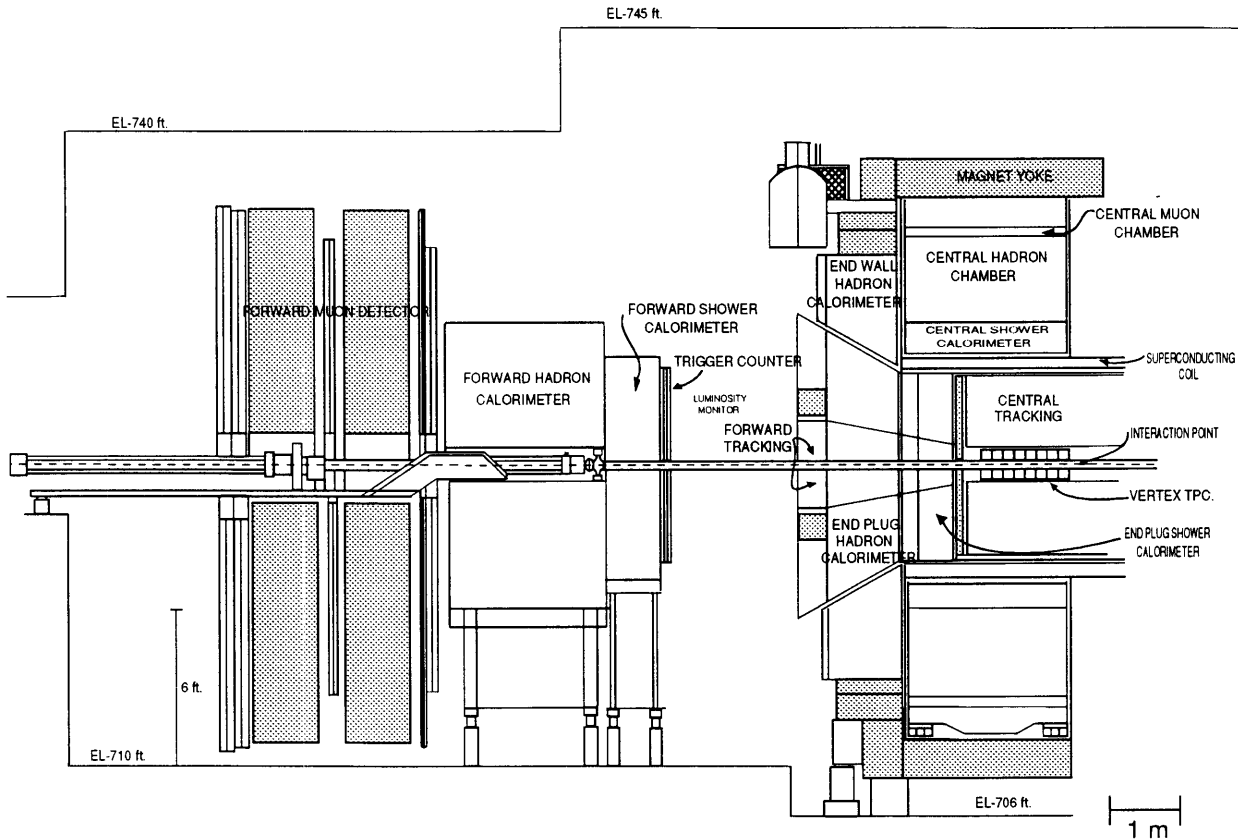 EL-745 ft.
EL-740 ft.
MAGNET YOKE
CENTRAL MUON
CHAMBER
CENTRAL HADRON
CHAMBER
END WALL
HADRON
CALORIMETER
FORWARD MUON DETECTOR
FORWARD SHOWER
CALORIMETER
CENTRAL SHOWER
CALORIMETER
SUPERCONDUCTING
COIL
TRIGGER COUNTER
FORWARD HADRON
CALORIMETER
LUMINOSITY
MONITOR
CENTRAL
TRACKING
FORWARD
TRACKING
INTERACTION POINT
VERTEX TPC.
END PLUG
HADRON
CALORIMETER
END PLUG SHOWER
CALORIMETER
6 ft.
EL-710 ft.
EL-706 ft.
1 m